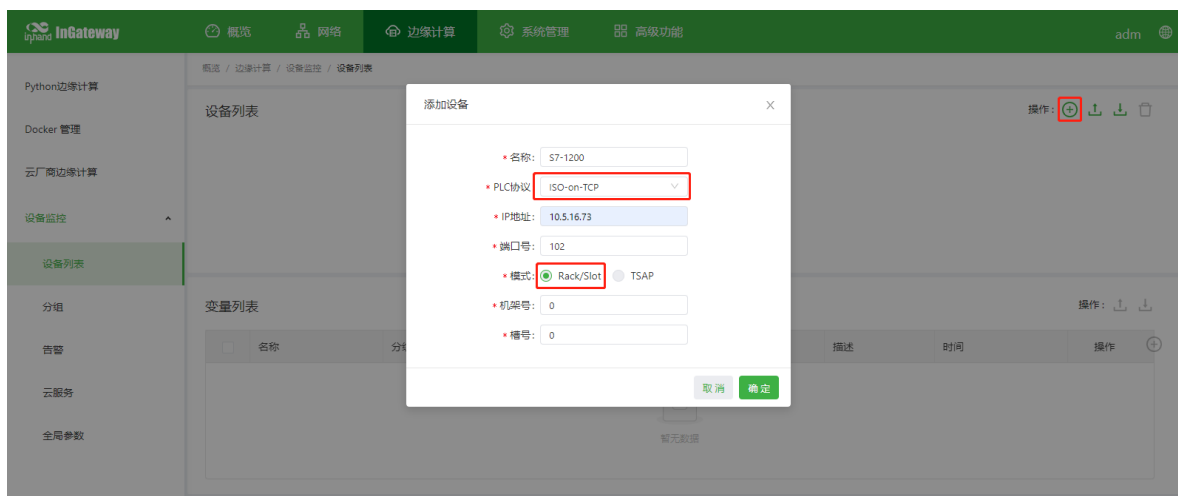 inhand InGateway 概览 网络 边缘计算 系统管理 高级功能 adm
概览 / 边缘计算 / 设备监控 / 设备列表
Python边缘计算
Docker 管理
云厂商边缘计算
设备监控
设备列表
分组
告警
云服务
全局参数
设备列表 操作:
添加设备
* 名称: S7-1200
* PLC协议 ISO-on-TCP
* IP地址: 10.5.16.73
* 端口号: 102
* 模式: Rack/Slot TSAP
* 机架号: 0
* 槽号: 0
取 消 确 定
变量列表 操作:
名称 描述 时间 操作
暂无数据